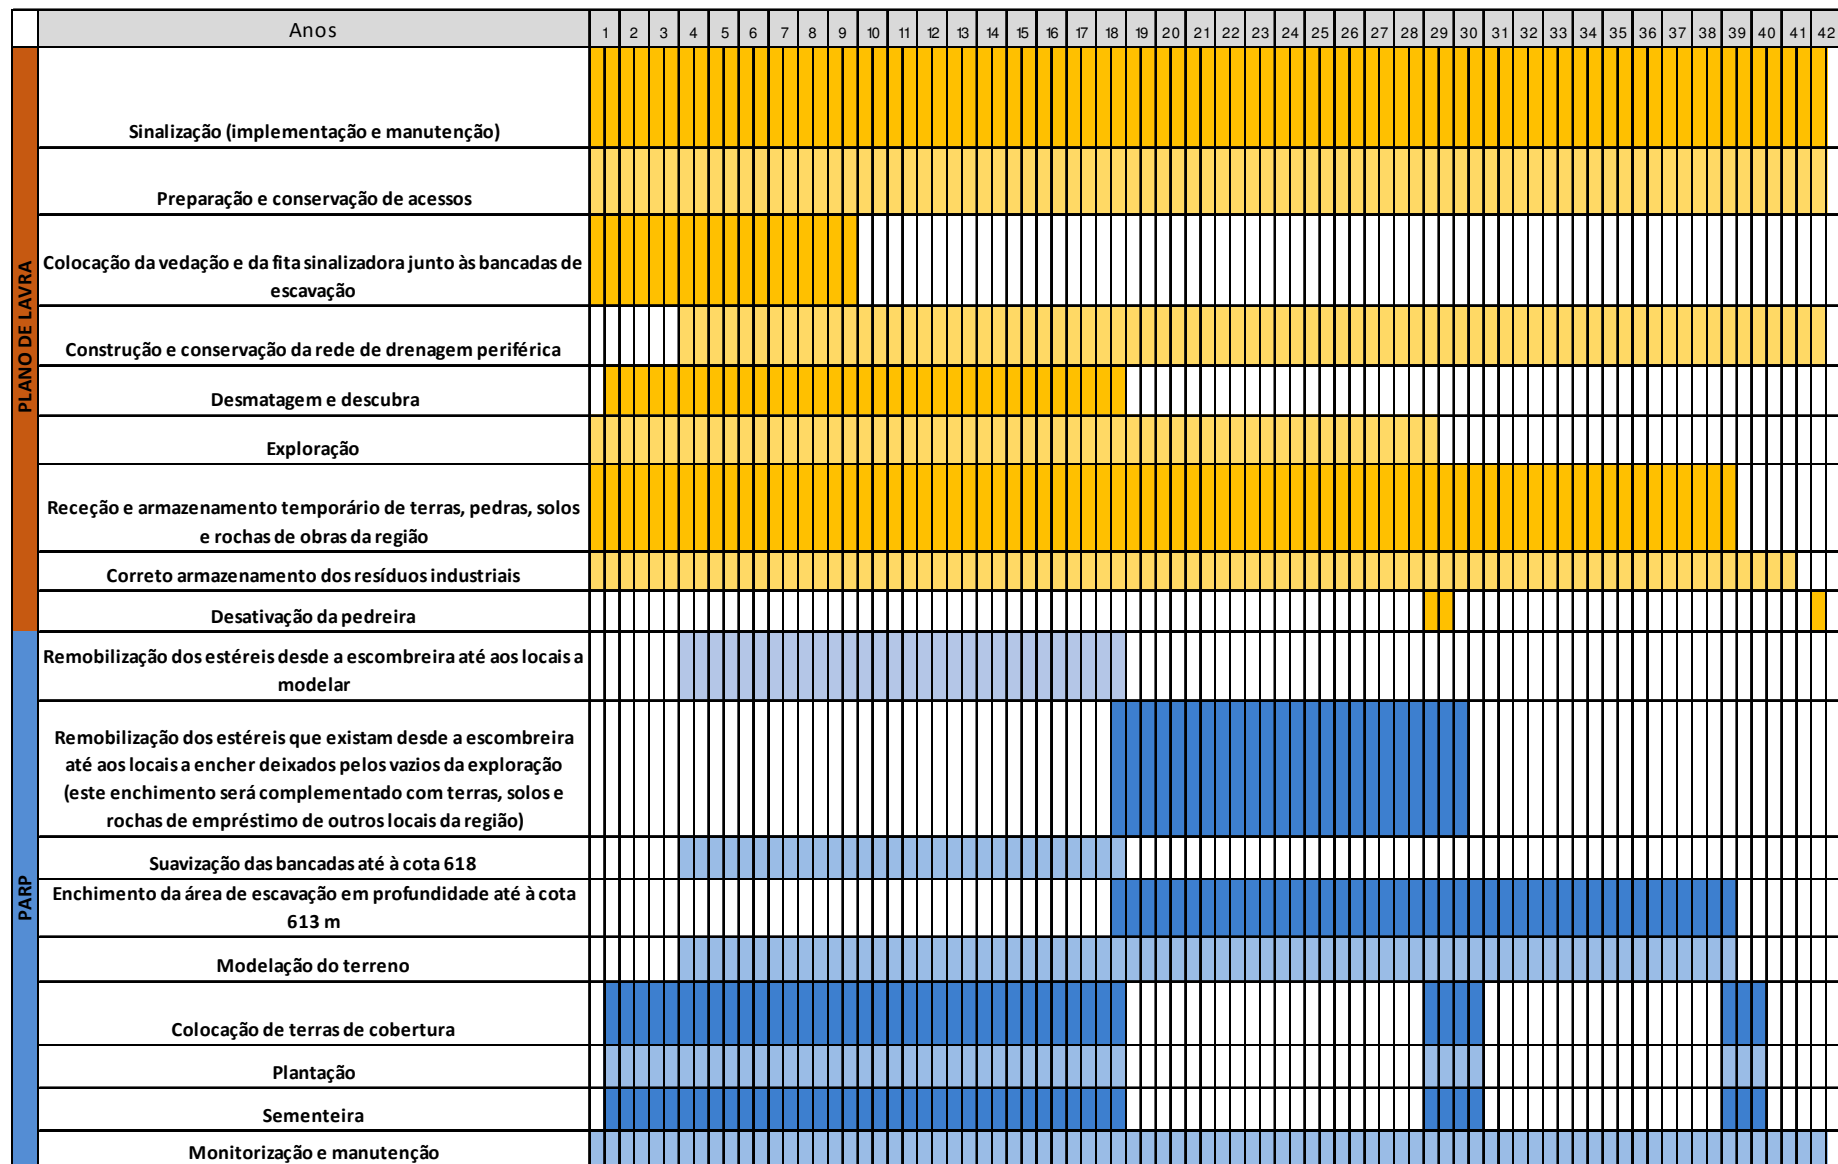 Anos 1 2 3 4 5 6 7 8 9 10 11 12 13 14 15 16 17 18 19 20 21 22 23 24 25 26 27 28 29 30 31 32 33 34 35 36 37 38 39 40 41 42
PLANO DE LAVRA
Sinalização (implementação e manutenção)
Preparação e conservação de acessos
Colocação da vedação e da fita sinalizadora junto às bancadas de
escavação
Construção e conservação da rede de drenagem periférica
Desmatagem e descubra
Exploração
Receção e armazenamento temporário de terras, pedras, solos
e rochas de obras da região
Correto armazenamento dos resíduos industriais
Desativação da pedreira
PARP
Remobilização dos estéreis desde a escombreira até aos locais a
modelar
Remobilização dos estéreis que existam desde a escombreira
até aos locais a encher deixados pelos vazios da exploração
(este enchimento será complementado com terras, solos e
rochas de empréstimo de outros locais da região)
Suavização das bancadas até à cota 618
Enchimento da área de escavação em profundidade até à cota
613 m
Modelação do terreno
Colocação de terras de cobertura
Plantação
Sementeira
Monitorização e manutenção